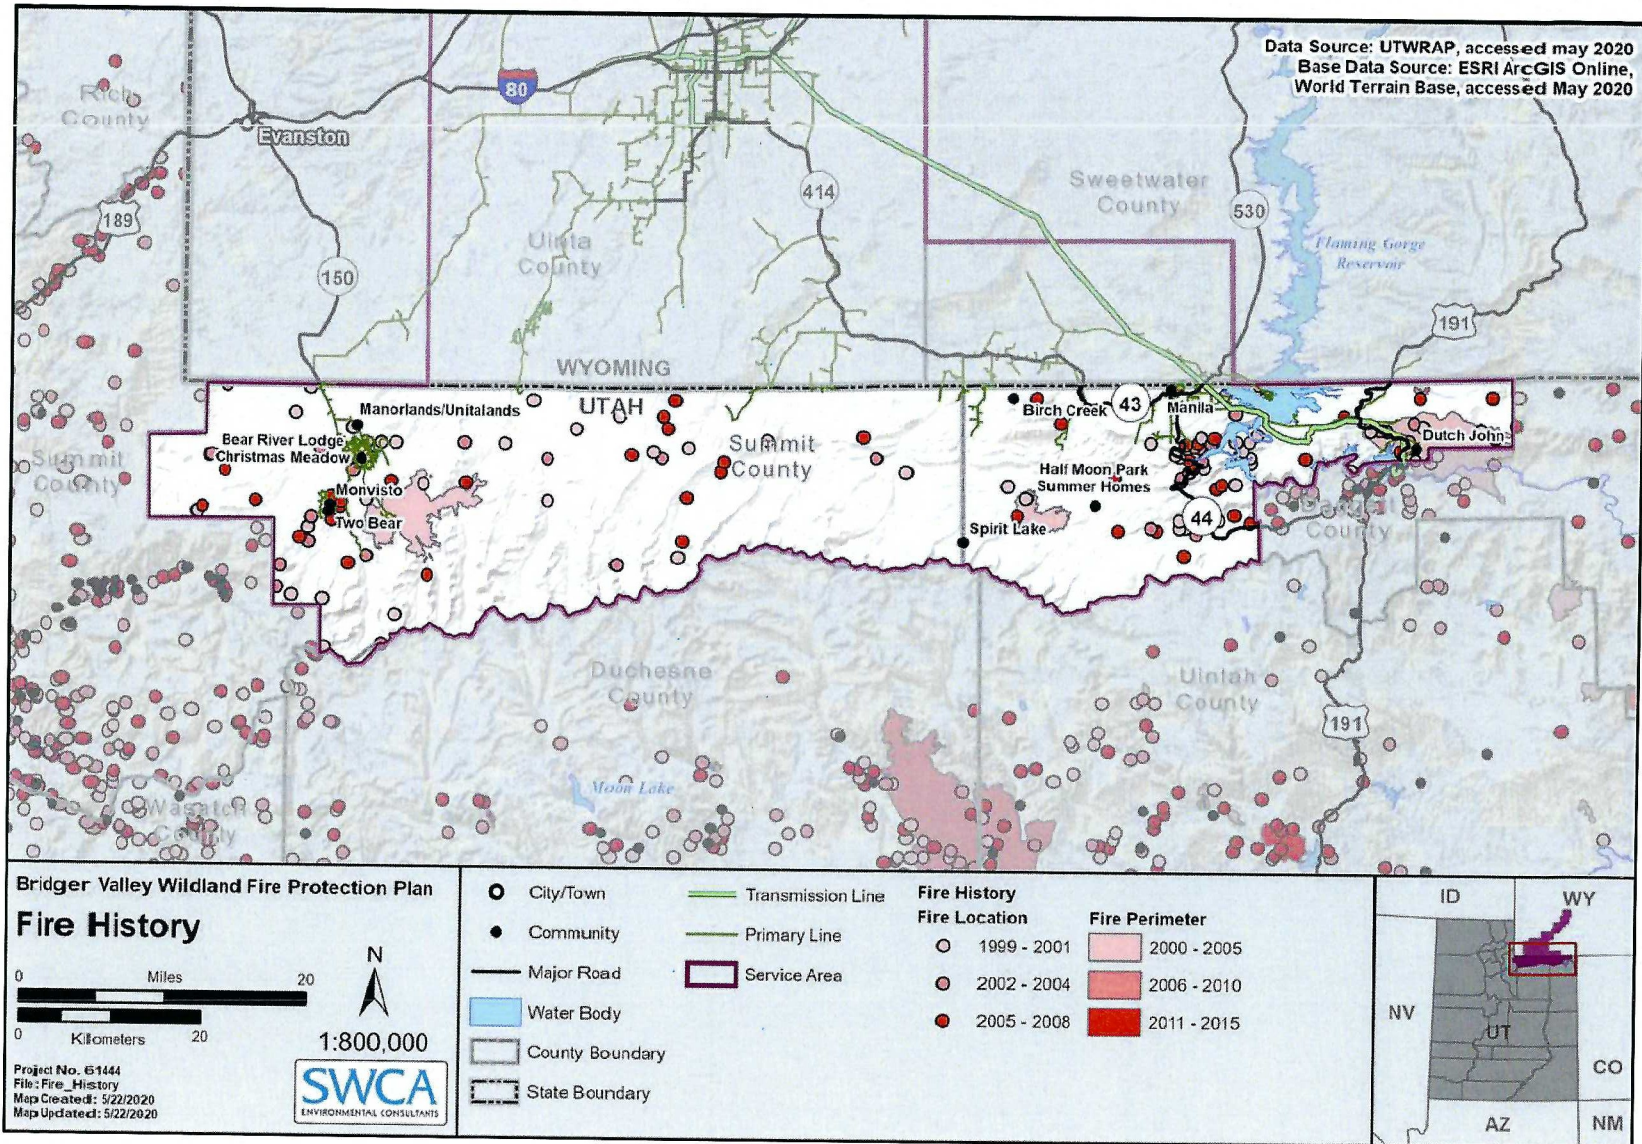 Data Source: UTWRAP, accessed may 2020
Base Data Source: ESRI ArcGIS Online,
World Terrain Base, accessed May 2020
Rich
County
80
Evanston
189
150
Uinta
County
414
Sweetwater
County
530
Flaming Gorge
Reservoir
191
WYOMING
UTAH
Manorlands/Unitalands
Bear River Lodge
Christmas Meadow
Summit
County
Monvisto
Two Bear
Summit
County
Birch Creek
43
Manila
Dutch John
Half Moon Park
Summer Homes
44
Spirit Lake
Daggett
County
Duchesne
County
Uintah
County
191
Moon Lake
Wasatch
County
Bridger Valley Wildland Fire Protection Plan
Fire History
0 Miles 20
0 Kilometers 20
N
1:800,000
Project No. 61444
File: Fire_History
Map Created: 5/22/2020
Map Updated: 5/22/2020
SWCA
ENVIRONMENTAL CONSULTANTS
City/Town
Community
Major Road
Water Body
County Boundary
State Boundary
Transmission Line
Primary Line
Service Area
Fire History
Fire Location
1999 - 2001
2002 - 2004
2005 - 2008
Fire Perimeter
2000 - 2005
2006 - 2010
2011 - 2015
ID
WY
NV
UT
CO
AZ
NM